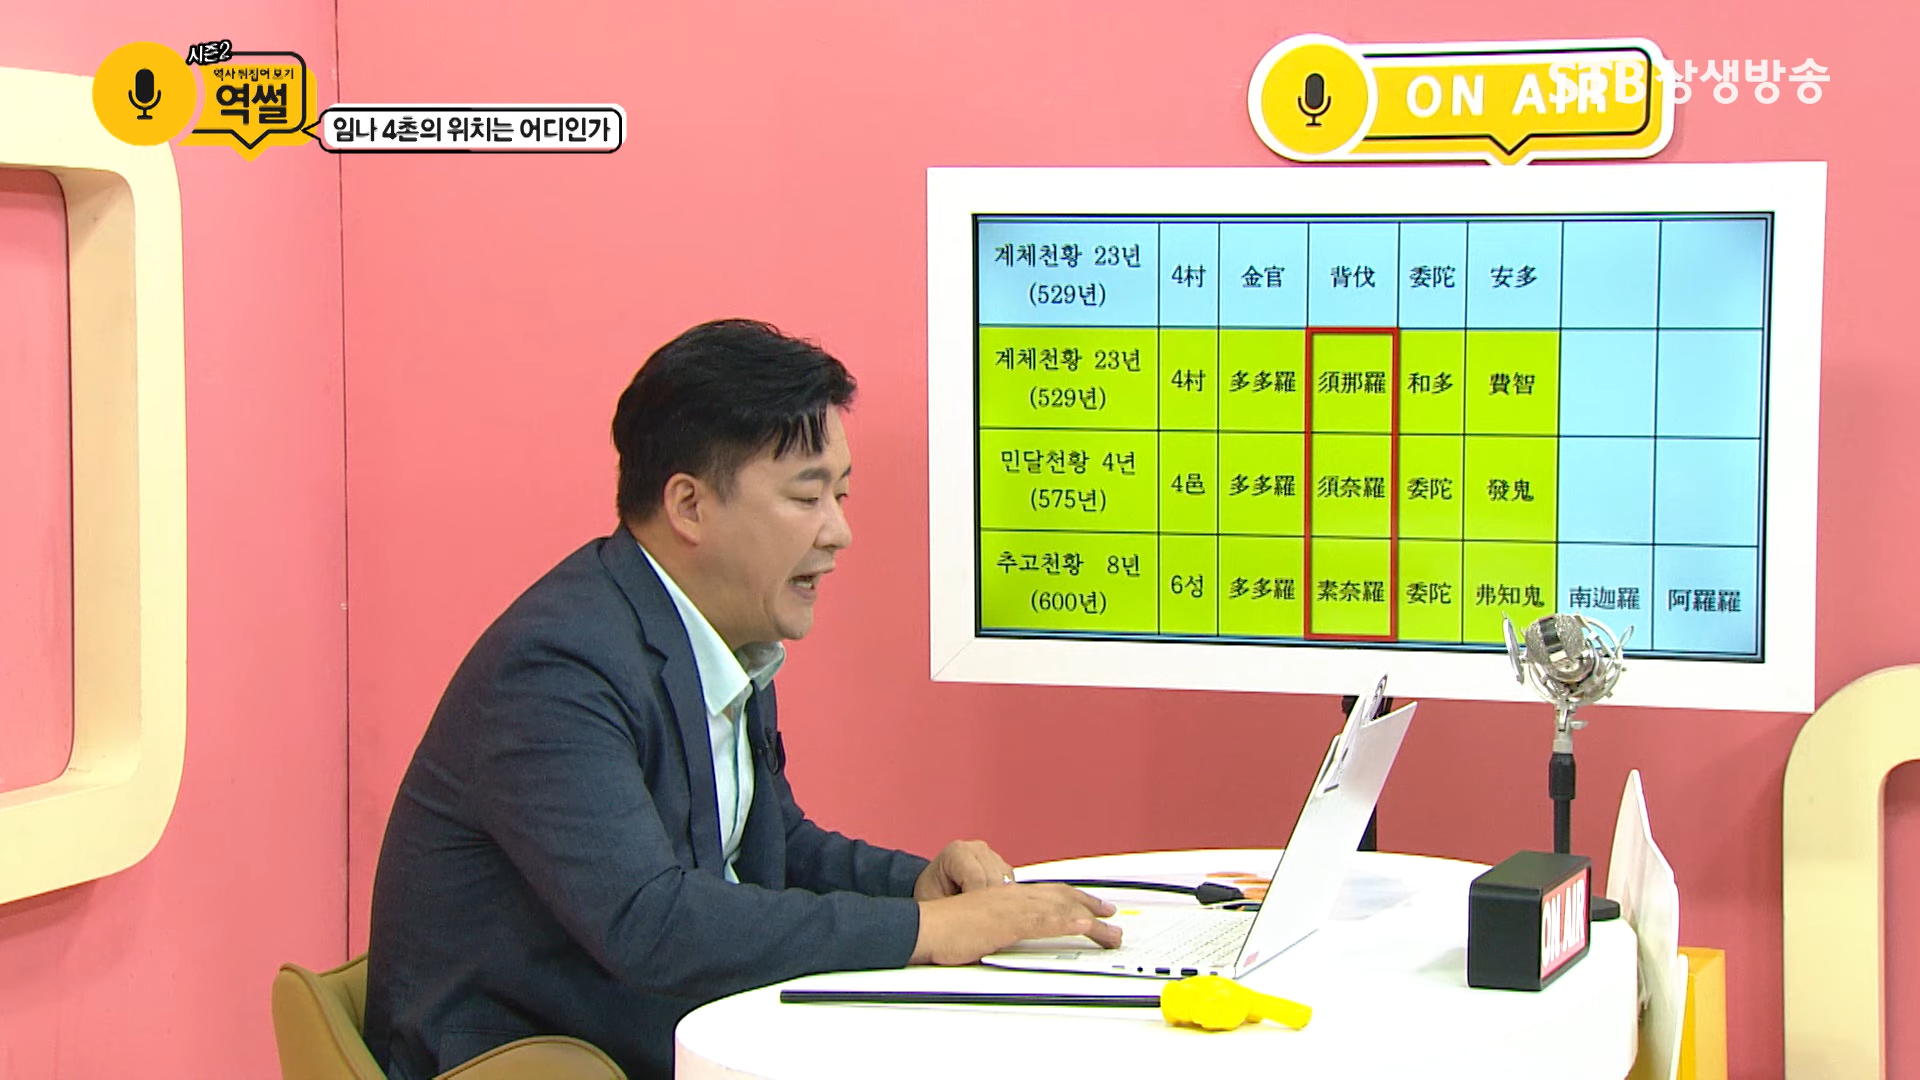 시즌2
역사 뒤집어 보기
역썰
임나 4촌의 위치는 어디인가
ON AIR
STB상생방송
계체천황 23년 (529년) 4村 金官 背伐 委陀 安多
계체천황 23년 (529년) 4村 多多羅 須那羅 和多 費智
민달천황 4년 (575년) 4邑 多多羅 須奈羅 委陀 發鬼
추고천황 8년 (600년) 6성 多多羅 素奈羅 委陀 弗知鬼 南迦羅 阿羅羅
ON AIR